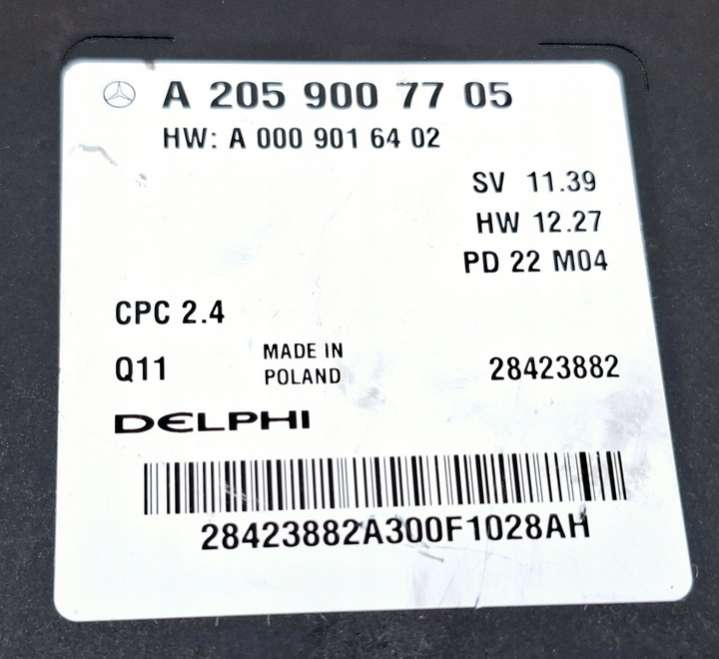 A 205 900 77 05
HW: A 000 901 64 02
SV 11.39
HW 12.27
PD 22 M04
CPC 2.4
Q11
MADE IN
POLAND
28423882
DELPHI
28423882A300F1028AH